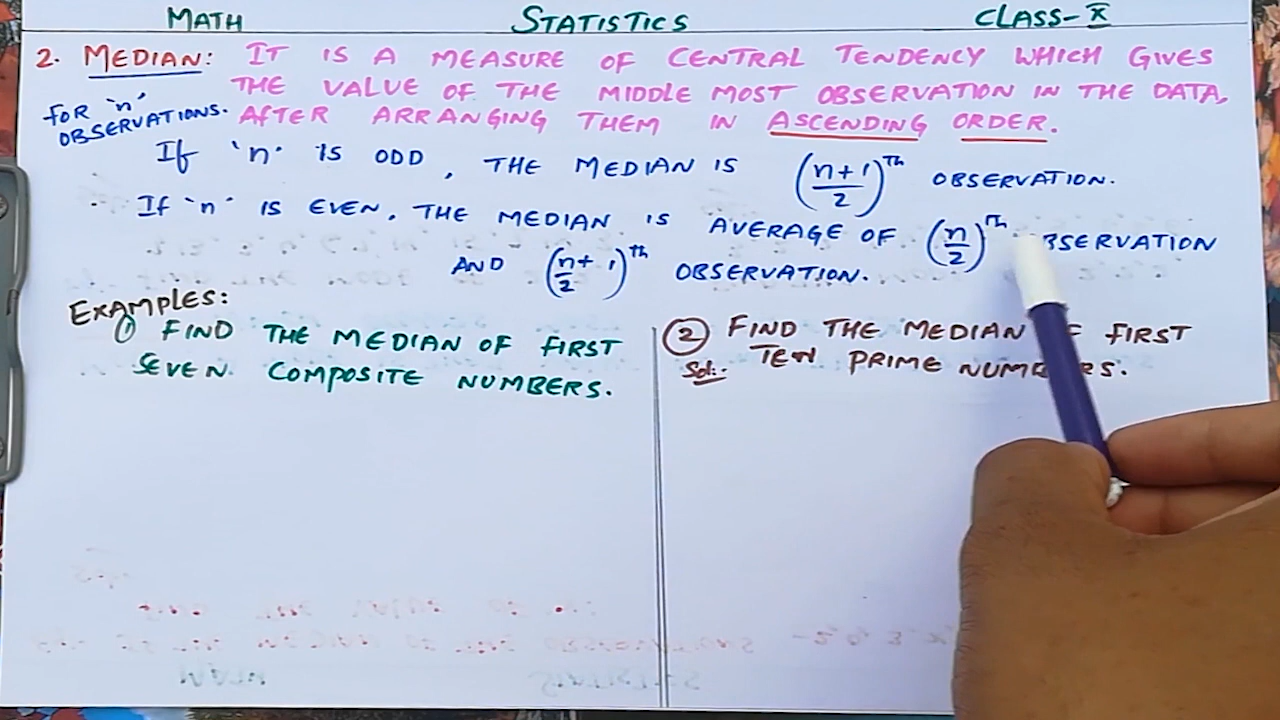 MATH STATISTICS CLASS-X
2. MEDIAN: IT IS A MEASURE OF CENTRAL TENDENCY WHICH GIVES
THE VALUE OF THE MIDDLE MOST OBSERVATION IN THE DATA,
FOR 'n' OBSERVATIONS. AFTER ARRANGING THEM IN ASCENDING ORDER.
If 'n' IS ODD, THE MEDIAN IS (n+1/2)th OBSERVATION.
If 'n' IS EVEN, THE MEDIAN IS AVERAGE OF (n/2)th
AND (n/2+1)th OBSERVATION.
EXAMPLES:
① FIND THE MEDIAN OF FIRST
SEVEN COMPOSITE NUMBERS.
② FIND THE MEDIAN FIRST
Sol:- TEN PRIME NUMBERS.